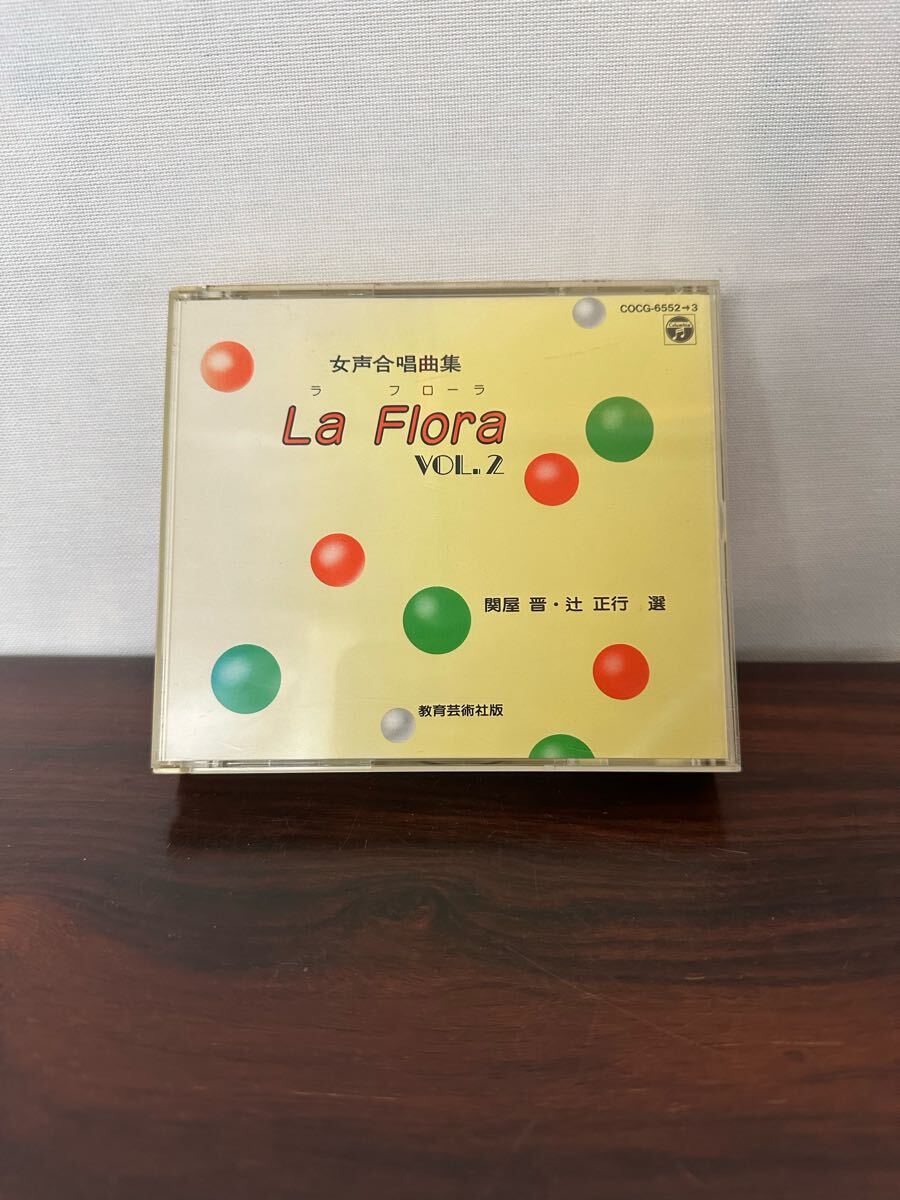 COCG-6552→3
Columbia
女声合唱曲集
ラ フローラ
La Flora
VOL.2
関屋 晋・辻 正行 選
教育芸術社版